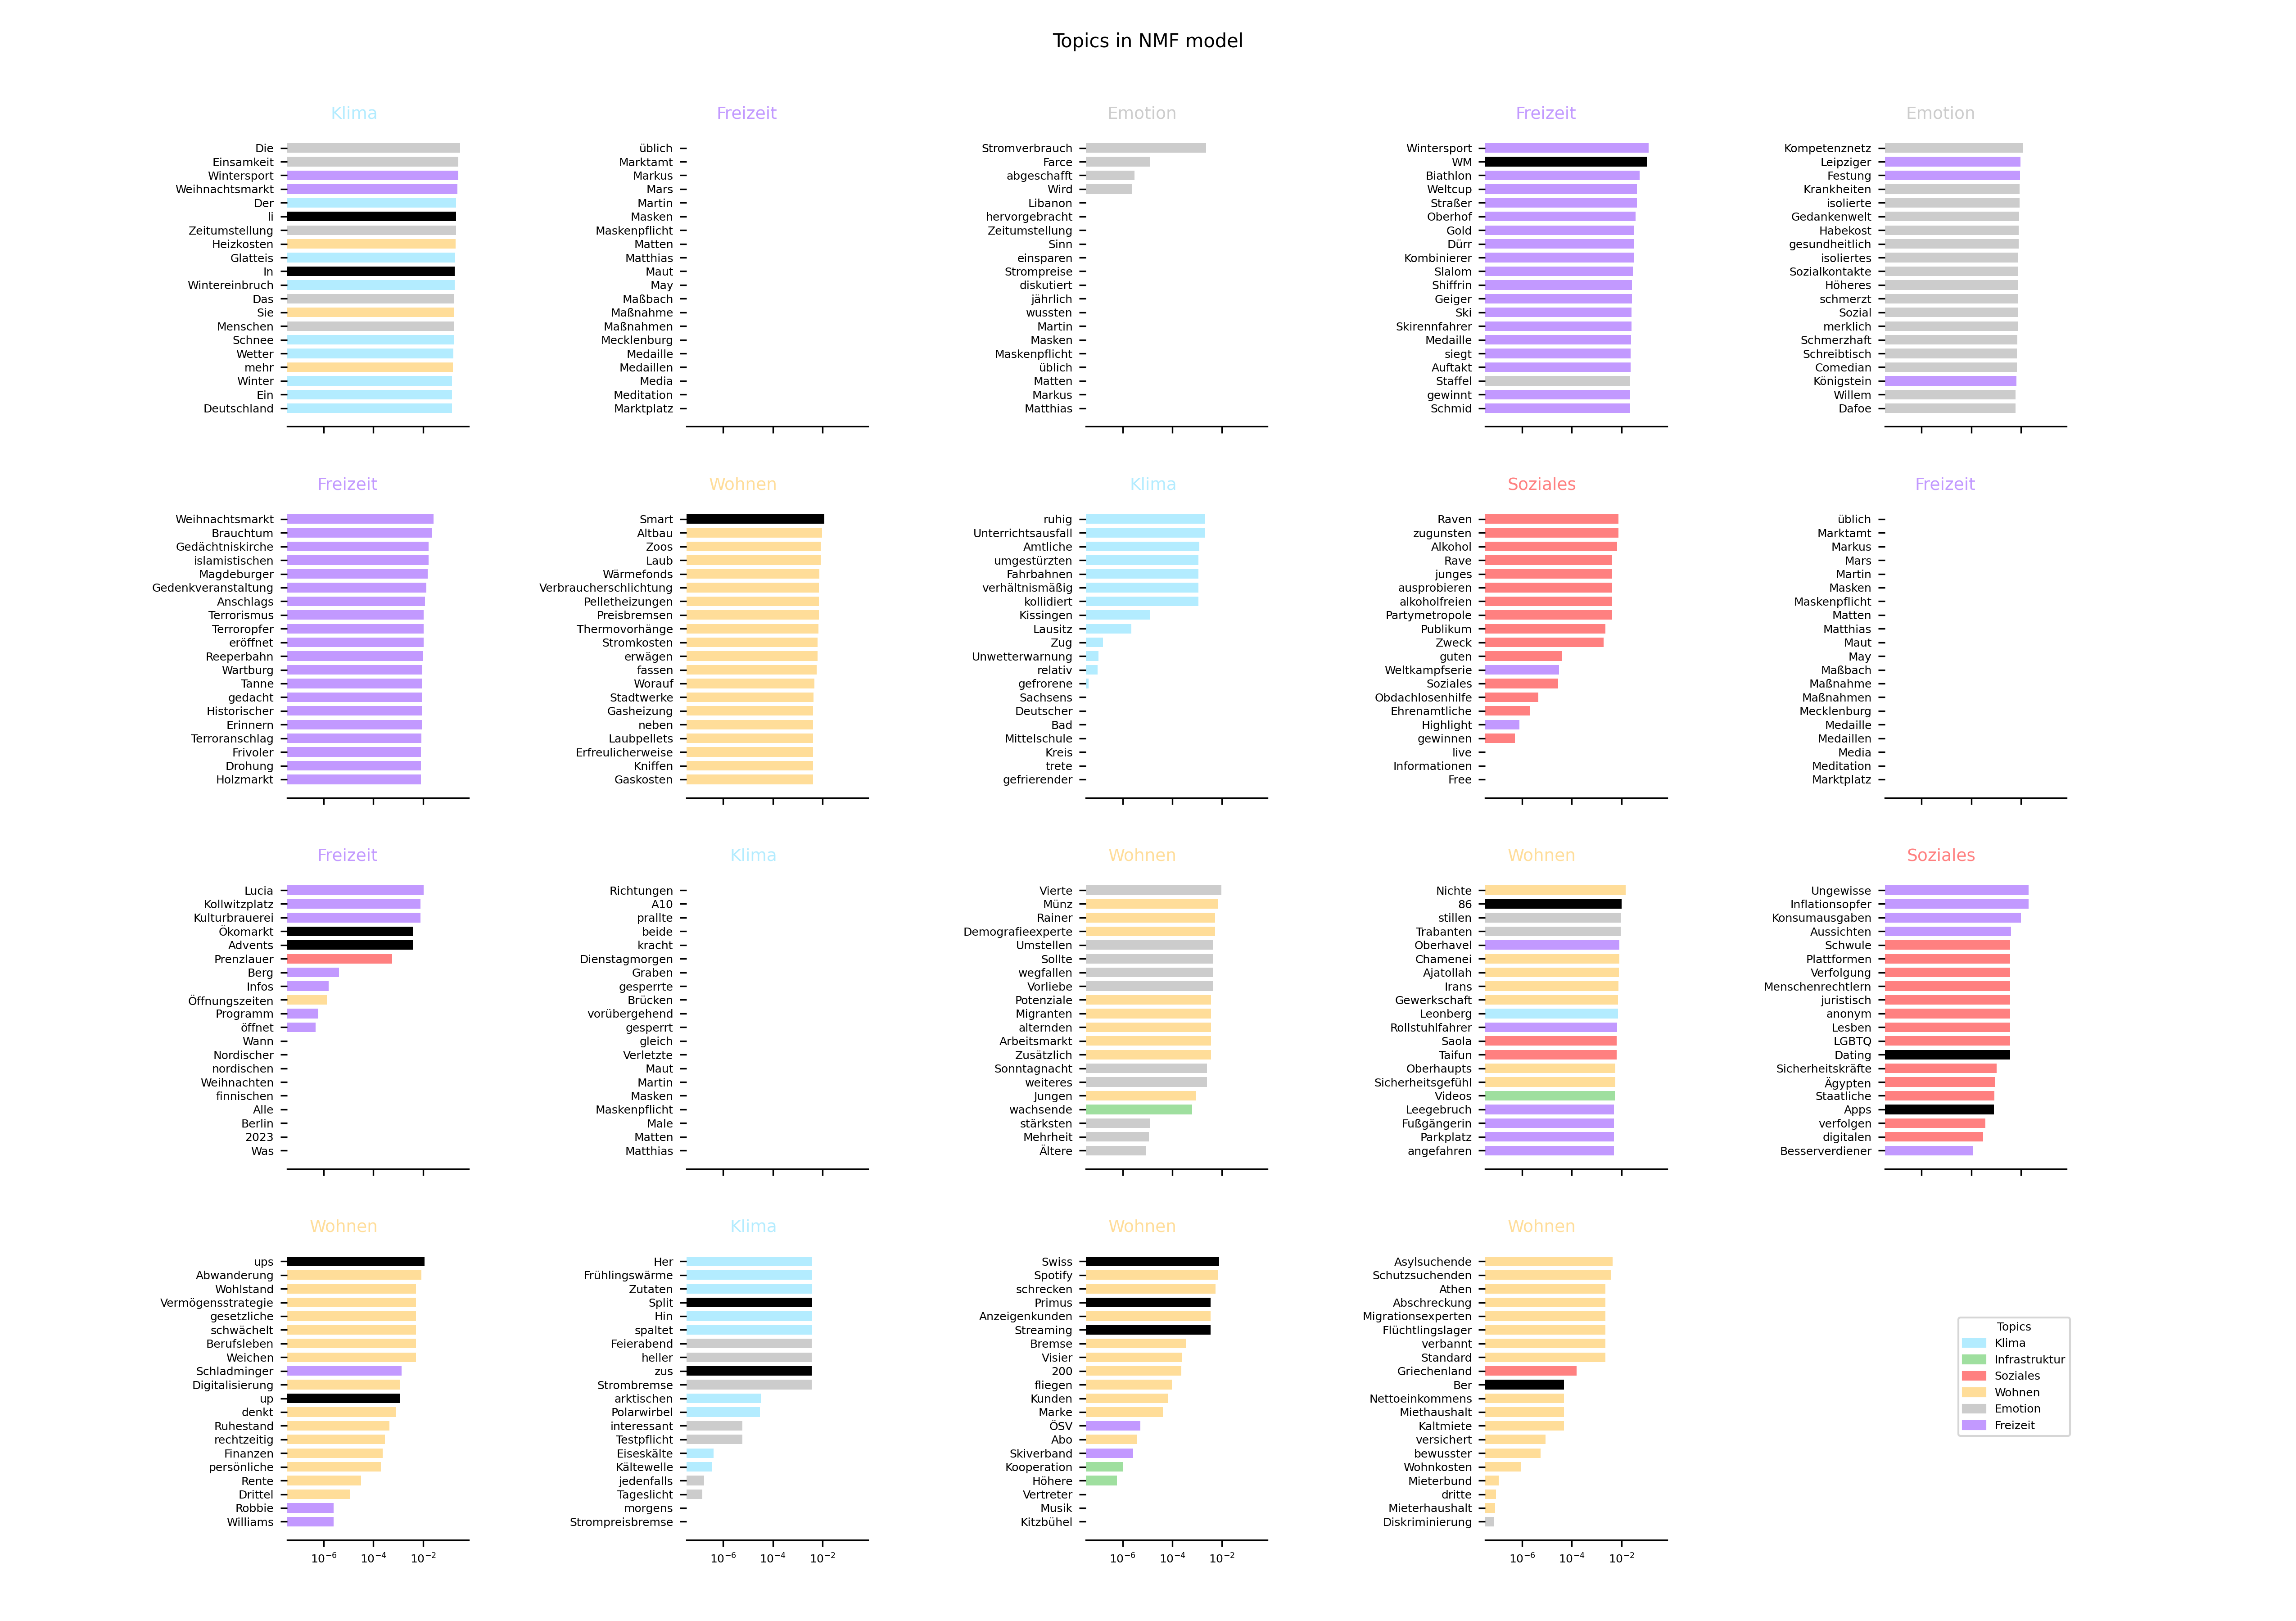 Topics in NMF model
Klima
Die
Einsamkeit
Wintersport
Weihnachtsmarkt
Der
li
Zeitumstellung
Heizkosten
Glatteis
In
Wintereinbruch
Das
Sie
Menschen
Schnee
Wetter
mehr
Winter
Ein
Deutschland
Freizeit
üblich
Marktamt
Markus
Mars
Martin
Masken
Maskenpflicht
Matten
Matthias
Maut
May
Maßbach
Maßnahme
Maßnahmen
Mecklenburg
Medaille
Medaillen
Media
Meditation
Marktplatz
Emotion
Stromverbrauch
Farce
abgeschafft
Wird
Libanon
hervorgebracht
Zeitumstellung
Sinn
einsparen
Strompreise
diskutiert
jährlich
wussten
Martin
Masken
Maskenpflicht
üblich
Matten
Markus
Matthias
Freizeit
Wintersport
WM
Biathlon
Weltcup
Straßer
Oberhof
Gold
Dürr
Kombinierer
Slalom
Shiffrin
Geiger
Ski
Skirennfahrer
Medaille
siegt
Auftakt
Staffel
gewinnt
Schmid
Emotion
Kompetenznetz
Leipziger
Festung
Krankheiten
isolierte
Gedankenwelt
Habekost
gesundheitlich
isoliertes
Sozialkontakte
Höheres
schmerzt
Sozial
merklich
Schmerzhaft
Schreibtisch
Comedian
Königstein
Willem
Dafoe
Freizeit
Weihnachtsmarkt
Brauchtum
Gedächtniskirche
islamistischen
Magdeburger
Gedenkveranstaltung
Anschlags
Terrorismus
Terroropfer
eröffnet
Reeperbahn
Wartburg
Tanne
gedacht
Historischer
Erinnern
Terroranschlag
Frivoler
Drohung
Holzmarkt
Wohnen
Smart
Altbau
Zoos
Laub
Wärmefonds
Verbraucherschlichtung
Pelletheizungen
Preisbremsen
Thermovorhänge
Stromkosten
erwägen
fassen
Worauf
Stadtwerke
Gasheizung
neben
Laubpellets
Erfreulicherweise
Kniffen
Gaskosten
Klima
ruhig
Unterrichtsausfall
Amtliche
umgestürzten
Fahrbahnen
verhältnismäßig
kollidiert
Kissingen
Lausitz
Zug
Unwetterwarnung
relativ
gefrorene
Sachsens
Deutscher
Bad
Mittelschule
Kreis
trete
gefrierender
Soziales
Raven
zugunsten
Alkohol
Rave
junges
ausprobieren
alkoholfreien
Partymetropole
Publikum
Zweck
guten
Weltkampfserie
Soziales
Obdachlosenhilfe
Ehrenamtliche
Highlight
gewinnen
live
Informationen
Free
Freizeit
üblich
Marktamt
Markus
Mars
Martin
Masken
Maskenpflicht
Matten
Matthias
Maut
May
Maßbach
Maßnahme
Maßnahmen
Mecklenburg
Medaille
Medaillen
Media
Meditation
Marktplatz
Freizeit
Lucia
Kollwitzplatz
Kulturbrauerei
Ökomarkt
Advents
Prenzlauer
Berg
Infos
Öffnungszeiten
Programm
öffnet
Wann
Nordischer
nordischen
Weihnachten
finnischen
Alle
Berlin
2023
Was
Klima
Richtungen
A10
prallte
beide
kracht
Dienstagmorgen
Graben
gesperrte
Brücken
vorübergehend
gesperrt
gleich
Verletzte
Maut
Martin
Masken
Maskenpflicht
Male
Matten
Matthias
Wohnen
Vierte
Münz
Rainer
Demografieexperte
Umstellen
Sollte
wegfallen
Vorliebe
Potenziale
Migranten
alternden
Arbeitsmarkt
Zusätzlich
Sonntagnacht
weiteres
Jungen
wachsende
stärksten
Mehrheit
Ältere
Wohnen
Nichte
86
stillen
Trabanten
Oberhavel
Chamenei
Ajatollah
Irans
Gewerkschaft
Leonberg
Rollstuhlfahrer
Saola
Taifun
Oberhaupts
Sicherheitsgefühl
Videos
Leegebruch
Fußgängerin
Parkplatz
angefahren
Soziales
Ungewisse
Inflationsopfer
Konsumausgaben
Aussichten
Schwule
Plattformen
Verfolgung
Menschenrechtlern
juristisch
anonym
Lesben
LGBTQ
Dating
Sicherheitskräfte
Ägypten
Staatliche
Apps
verfolgen
digitalen
Besserverdiener
Wohnen
ups
Abwanderung
Wohlstand
Vermögensstrategie
gesetzliche
schwächelt
Berufsleben
Weichen
Schladminger
Digitalisierung
up
denkt
Ruhestand
rechtzeitig
Finanzen
persönliche
Rente
Drittel
Robbie
Williams
10⁻⁶ 10⁻⁴ 10⁻²
Klima
Her
Frühlingswärme
Zutaten
Split
Hin
spaltet
Feierabend
heller
zus
Strombremse
arktischen
Polarwirbel
interessant
Testpflicht
Eiseskälte
Kältewelle
jedenfalls
Tageslicht
morgens
Strompreisbremse
10⁻⁶ 10⁻⁴ 10⁻²
Wohnen
Swiss
Spotify
schrecken
Primus
Anzeigenkunden
Streaming
Bremse
Visier
200
fliegen
Kunden
Marke
ÖSV
Abo
Skiverband
Kooperation
Höhere
Vertreter
Musik
Kitzbühel
10⁻⁶ 10⁻⁴ 10⁻²
Wohnen
Asylsuchende
Schutzsuchenden
Athen
Abschreckung
Migrationsexperten
Flüchtlingslager
verbannt
Standard
Griechenland
Ber
Nettoeinkommens
Miethaushalt
Kaltmiete
versichert
bewusster
Wohnkosten
Mieterbund
dritte
Mieterhaushalt
Diskriminierung
10⁻⁶ 10⁻⁴ 10⁻²
Topics
Klima
Infrastruktur
Soziales
Wohnen
Emotion
Freizeit